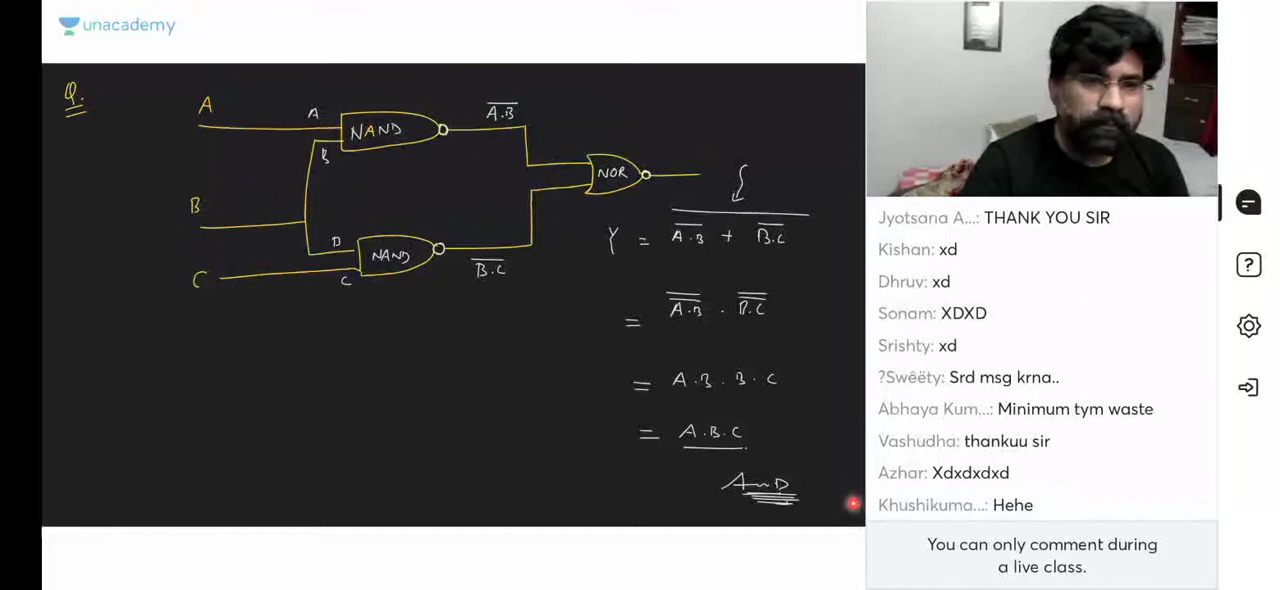 unacademy
Q.
A
A
NAND
B
A̅.̅B̅
B
B
NAND
C
C
B̅.̅C̅
NOR
Y = A̅.̅B̅ + B̅.̅C̅
= A̿.̿B̿ . B̿.̿C̿
= A.B.B.C
= A.B.C
AND
Jyotsana A...: THANK YOU SIR
Kishan: xd
Dhruv: xd
Sonam: XDXD
Srishty: xd
?Swêëty: Srd msg krna..
Abhaya Kum...: Minimum tym waste
Vashudha: thankuu sir
Azhar: Xdxdxdxd
Khushikuma...: Hehe
You can only comment during
a live class.